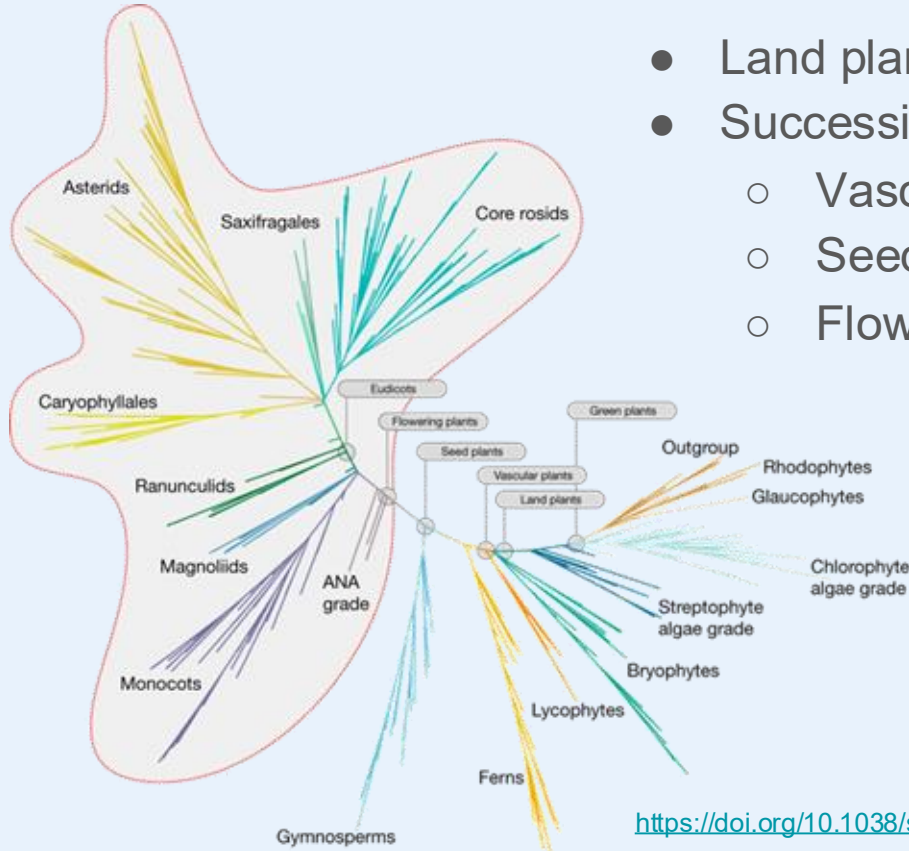 ● Land plan
● Successi
○ Vasc
○ Seed
○ Flow
Asterids
Saxifragales
Core rosids
Caryophyllales
Eudicots
Flowering plants
Green plants
Seed plants
Outgroup
Vascular plants
Rhodophytes
Ranunculids
Land plants
Glaucophytes
Magnoliids
ANA
grade
Chlorophyte
algae grade
Streptophyte
algae grade
Monocots
Bryophytes
Lycophytes
Ferns
Gymnosperms
https://doi.org/10.1038/s